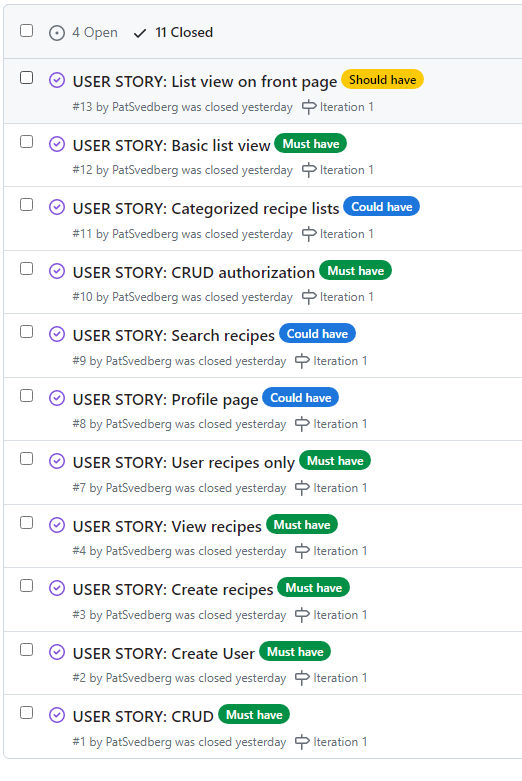 4 Open 11 Closed
USER STORY: List view on front page Should have
#13 by PatSvedberg was closed yesterday Iteration 1
USER STORY: Basic list view Must have
#12 by PatSvedberg was closed yesterday Iteration 1
USER STORY: Categorized recipe lists Could have
#11 by PatSvedberg was closed yesterday Iteration 1
USER STORY: CRUD authorization Must have
#10 by PatSvedberg was closed yesterday Iteration 1
USER STORY: Search recipes Could have
#9 by PatSvedberg was closed yesterday Iteration 1
USER STORY: Profile page Could have
#8 by PatSvedberg was closed yesterday Iteration 1
USER STORY: User recipes only Must have
#7 by PatSvedberg was closed yesterday Iteration 1
USER STORY: View recipes Must have
#4 by PatSvedberg was closed yesterday Iteration 1
USER STORY: Create recipes Must have
#3 by PatSvedberg was closed yesterday Iteration 1
USER STORY: Create User Must have
#2 by PatSvedberg was closed yesterday Iteration 1
USER STORY: CRUD Must have
#1 by PatSvedberg was closed yesterday Iteration 1